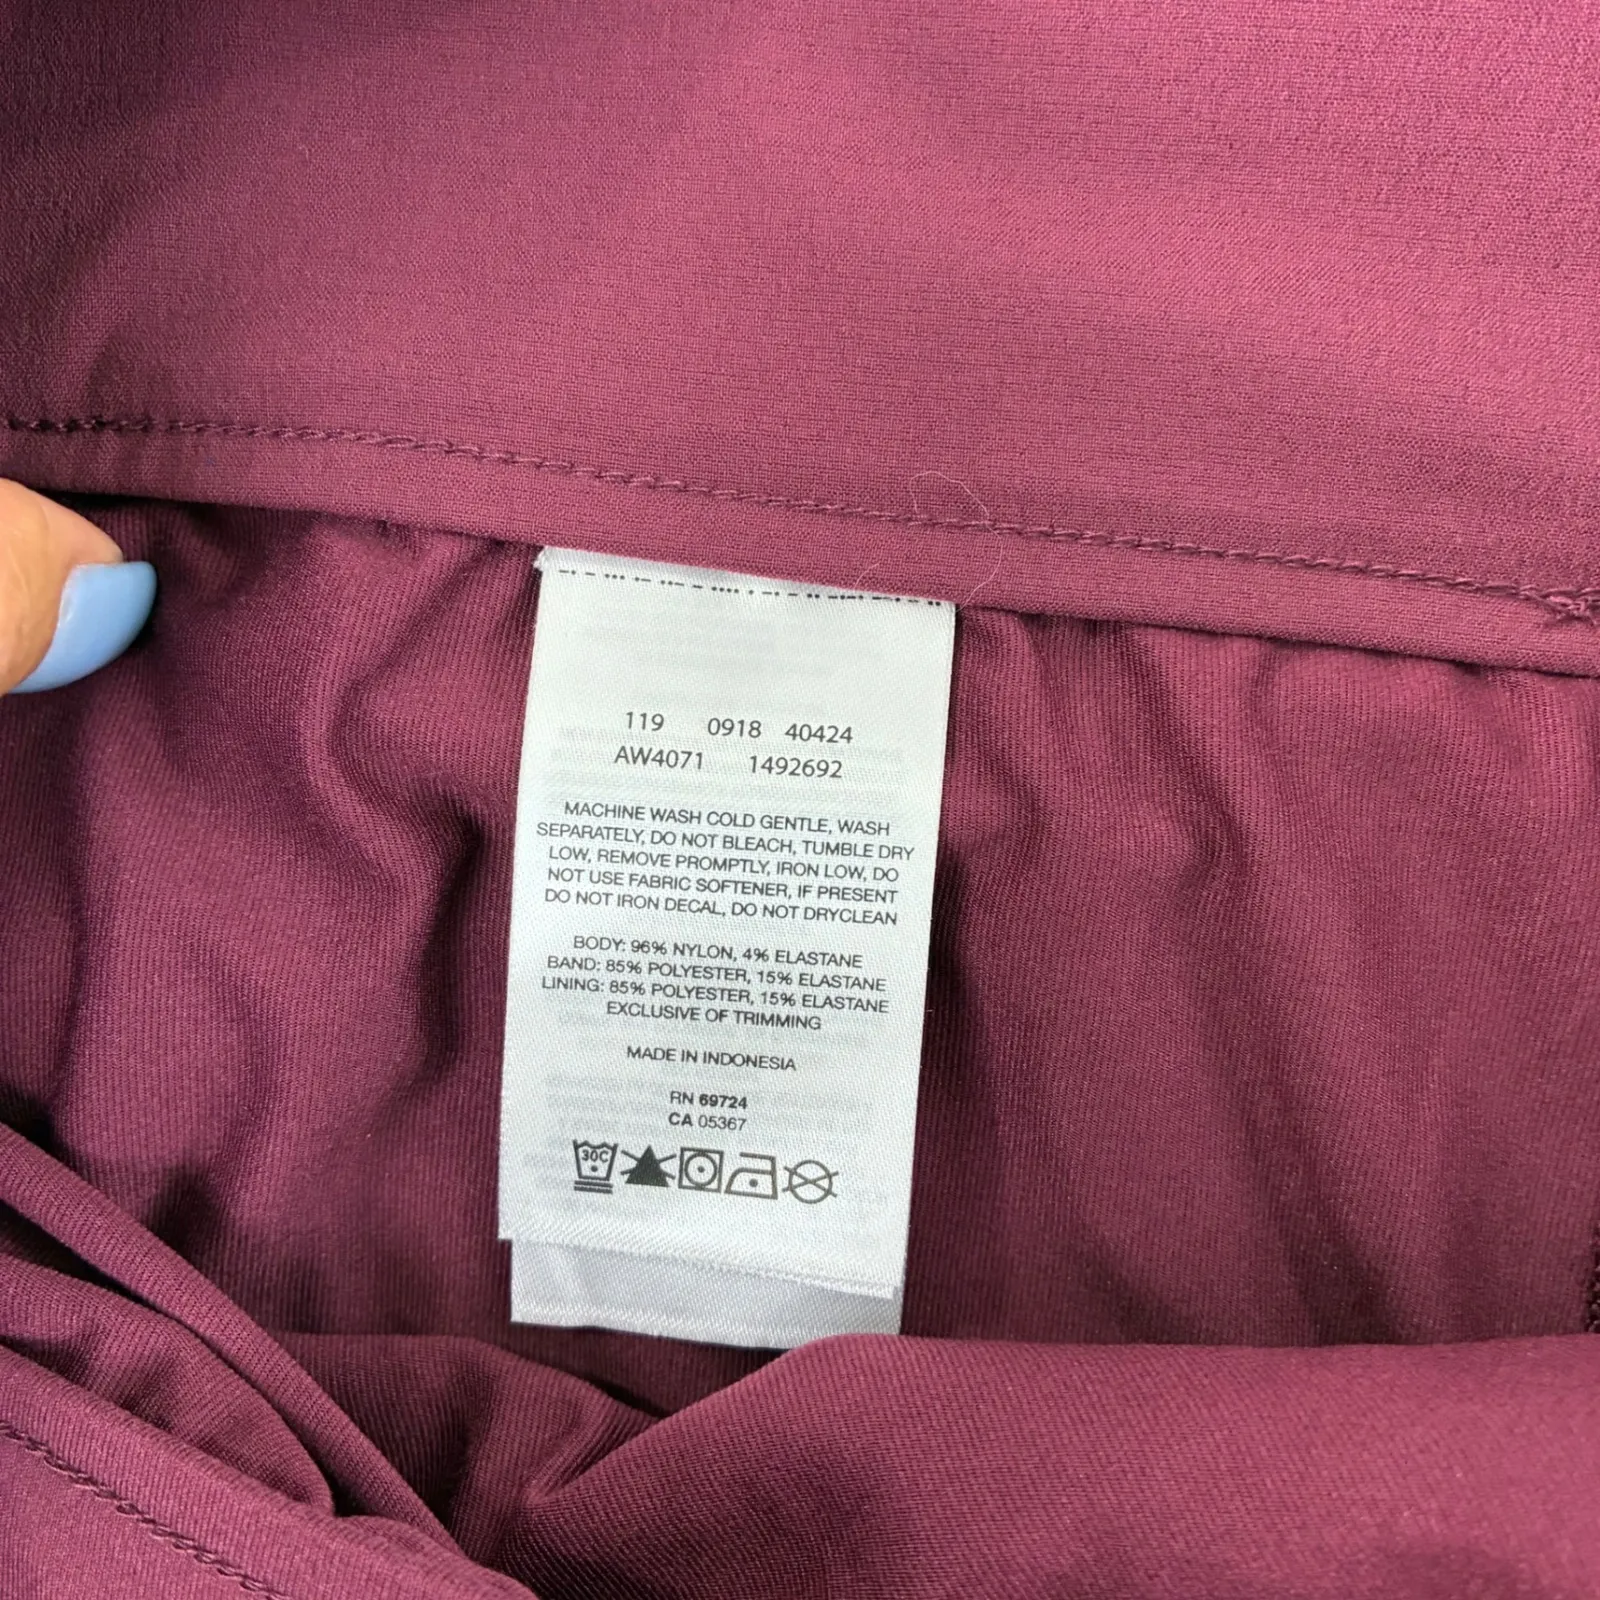 119 0918 40424
AW4071 1492692
MACHINE WASH COLD GENTLE, WASH
SEPARATELY, DO NOT BLEACH, TUMBLE DRY
LOW, REMOVE PROMPTLY, IRON LOW, DO
NOT USE FABRIC SOFTENER, IF PRESENT
DO NOT IRON DECAL, DO NOT DRYCLEAN
BODY: 96% NYLON, 4% ELASTANE
BAND: 85% POLYESTER, 15% ELASTANE
LINING: 85% POLYESTER, 15% ELASTANE
EXCLUSIVE OF TRIMMING
MADE IN INDONESIA
RN 69724
CA 05367
30C